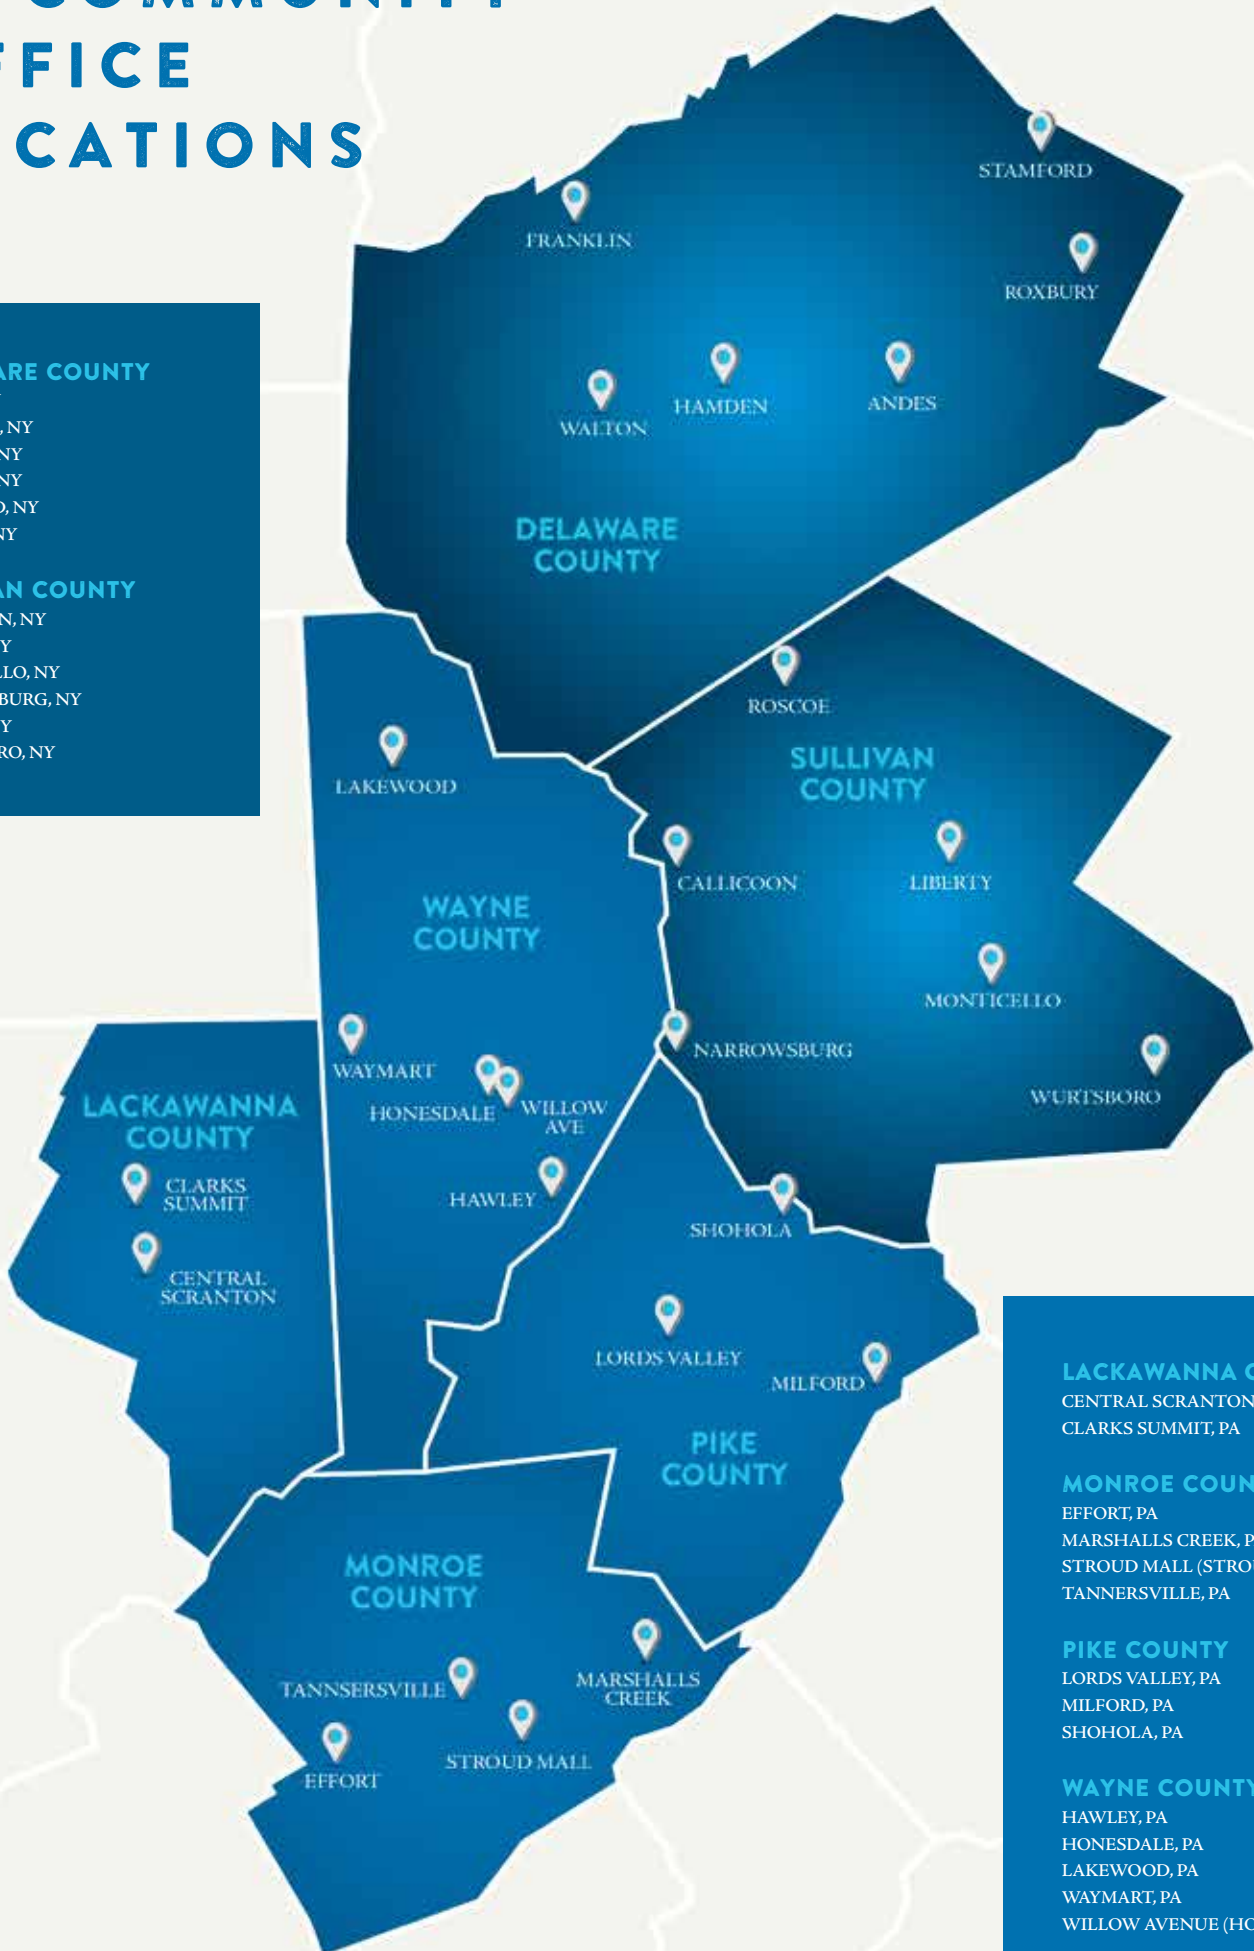 COMMUNITY
FFICE
CATIONS
ARE COUNTY
, NY
NY
NY
D, NY
NY
AN COUNTY
N, NY
Y
LLO, NY
BURG, NY
Y
RO, NY
STAMFORD
FRANKLIN
ROXBURY
HAMDEN
ANDES
WALTON
DELAWARE
COUNTY
ROSCOE
SULLIVAN
COUNTY
LAKEWOOD
CALLICOON
LIBERTY
WAYNE
COUNTY
MONTICELLO
NARROWSBURG
WAYMART
WURTSBORO
HONESDALE
WILLOW
AVE
LACKAWANNA
COUNTY
CLARKS
SUMMIT
HAWLEY
SHOHOLA
CENTRAL
SCRANTON
LORDS VALLEY
MILFORD
PIKE
COUNTY
MONROE
COUNTY
TANNSERSVILLE
MARSHALLS
CREEK
STROUD MALL
EFFORT
LACKAWANNA C
CENTRAL SCRANTON
CLARKS SUMMIT, PA
MONROE COUN
EFFORT, PA
MARSHALLS CREEK, P
STROUD MALL (STROU
TANNERSVILLE, PA
PIKE COUNTY
LORDS VALLEY, PA
MILFORD, PA
SHOHOLA, PA
WAYNE COUNTY
HAWLEY, PA
HONESDALE, PA
LAKEWOOD, PA
WAYMART, PA
WILLOW AVENUE (HO